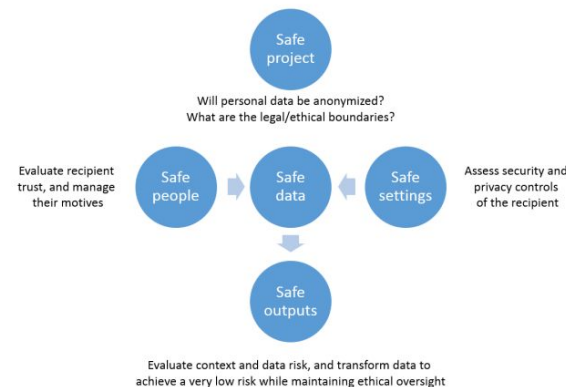 Safe
project
Will personal data be anonymized?
What are the legal/ethical boundaries?
Evaluate recipient
trust, and manage
their motives
Safe
people
Safe
data
Safe
settings
Assess security and
privacy controls
of the recipient
Safe
outputs
Evaluate context and data risk, and transform data to
achieve a very low risk while maintaining ethical oversight